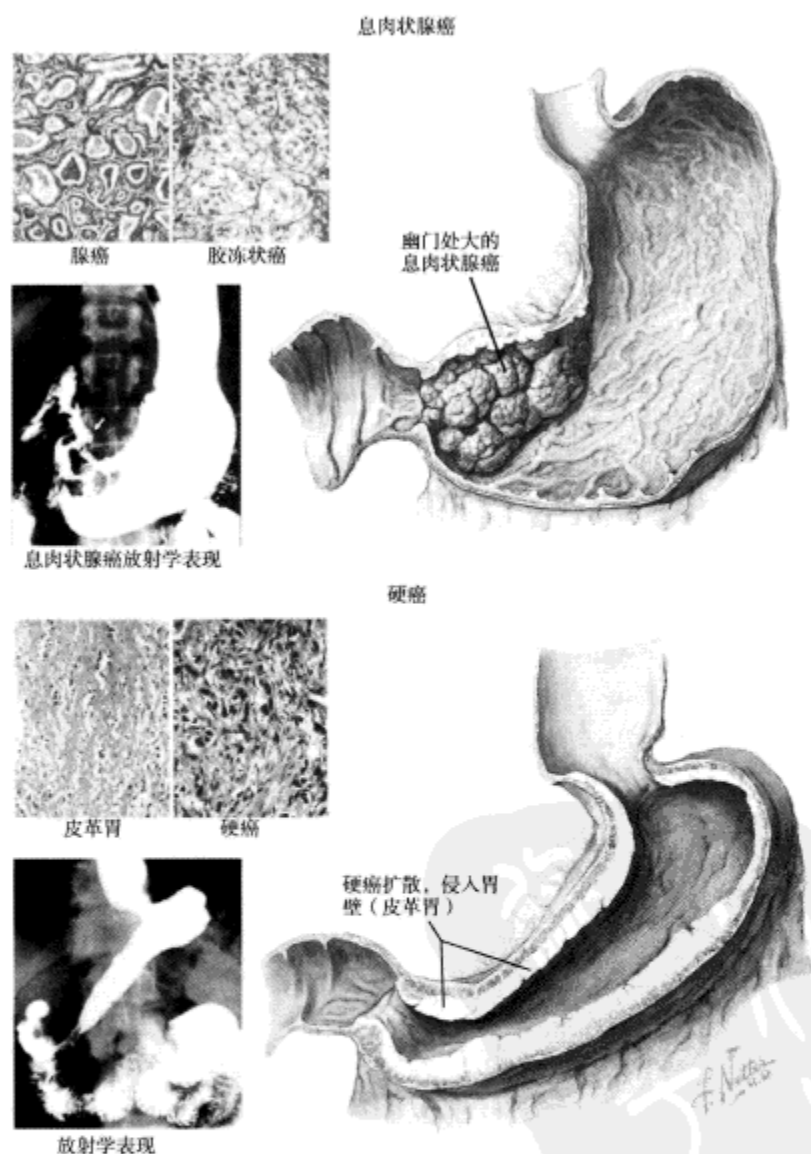 息肉状腺癌
腺癌
胶冻状癌
幽门处大的
息肉状腺癌
息肉状腺癌放射学表现
硬癌
皮革胃
硬癌
硬癌扩散，侵入胃
壁（皮革胃）
放射学表现